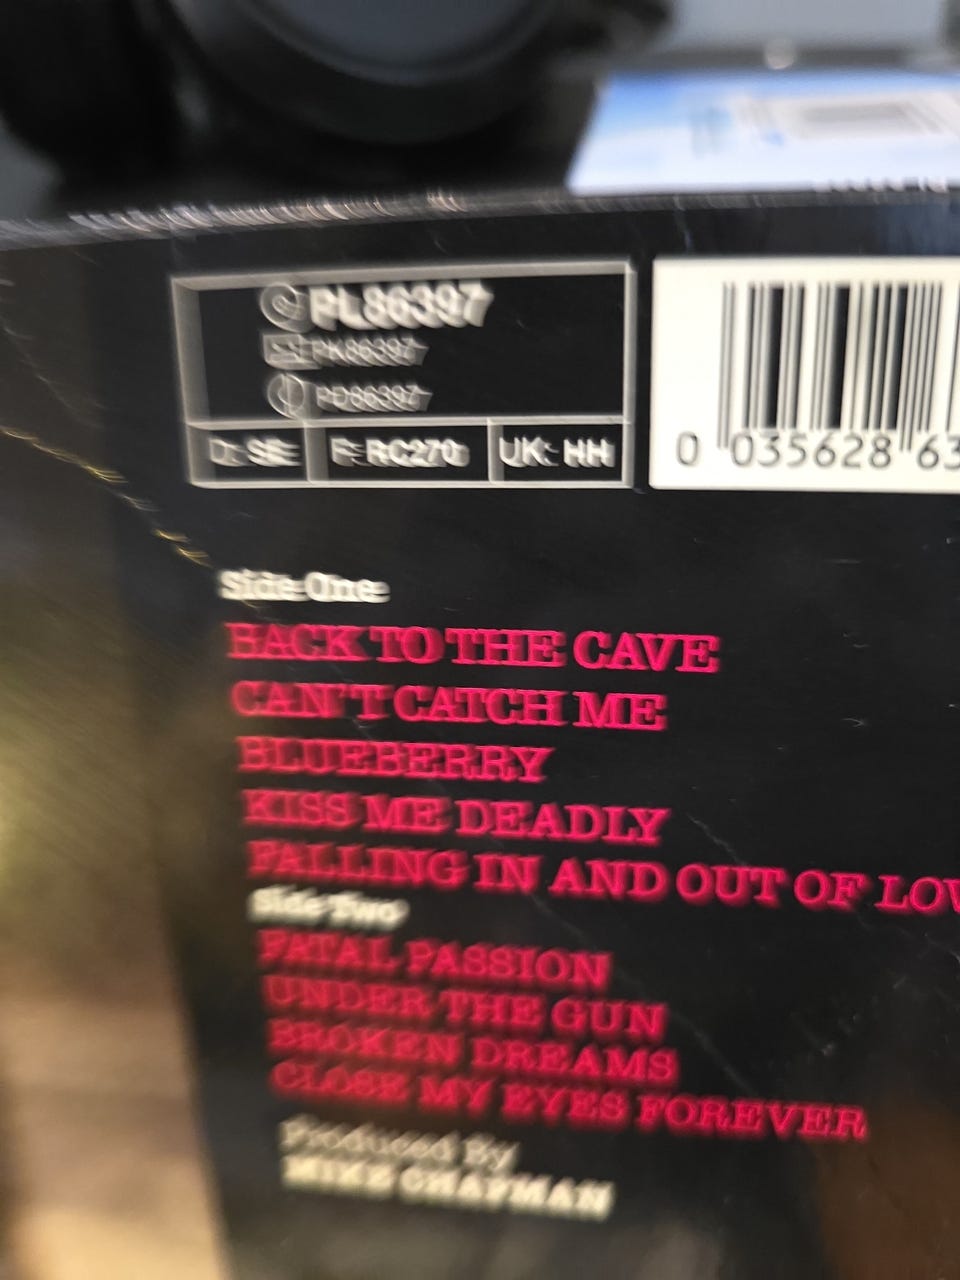 PL86397
PK86397
PD86397
D: SE
F: RC270
UK: HH
0 035628 63
Side One
BACK TO THE CAVE
CAN'T CATCH ME
BLUEBERRY
KISS ME DEADLY
FALLING IN AND OUT OF LOV
Side Two
FATAL PASSION
UNDER THE GUN
BROKEN DREAMS
CLOSE MY EYES FOREVER
Produced By
MIKE CHAPMAN